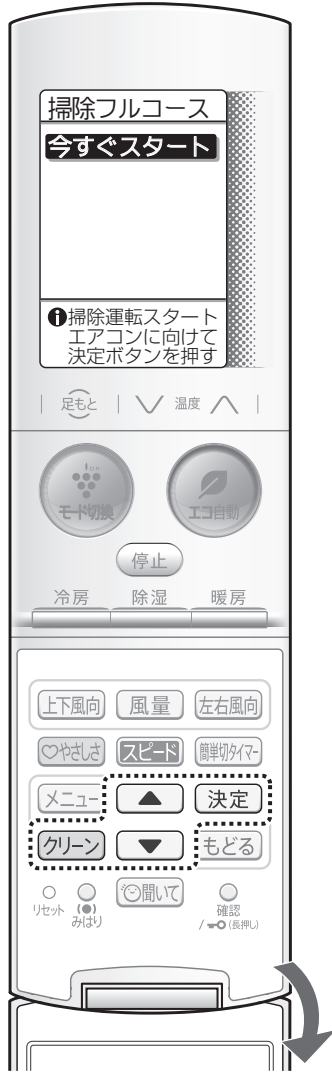 掃除フルコース
今すぐスタート
❶掃除運転スタート
エアコンに向けて
決定ボタンを押す
足もと 温度
ION
モード切換 エコ自動
停止
冷房 除湿 暖房
上下風向 風量 左右風向
♡やさしさ スピード 簡単切タイマー
メニュー ▲ 決定
クリーン ▼ もどる
リセット みはり 聞いて 確認
/ (長押し)